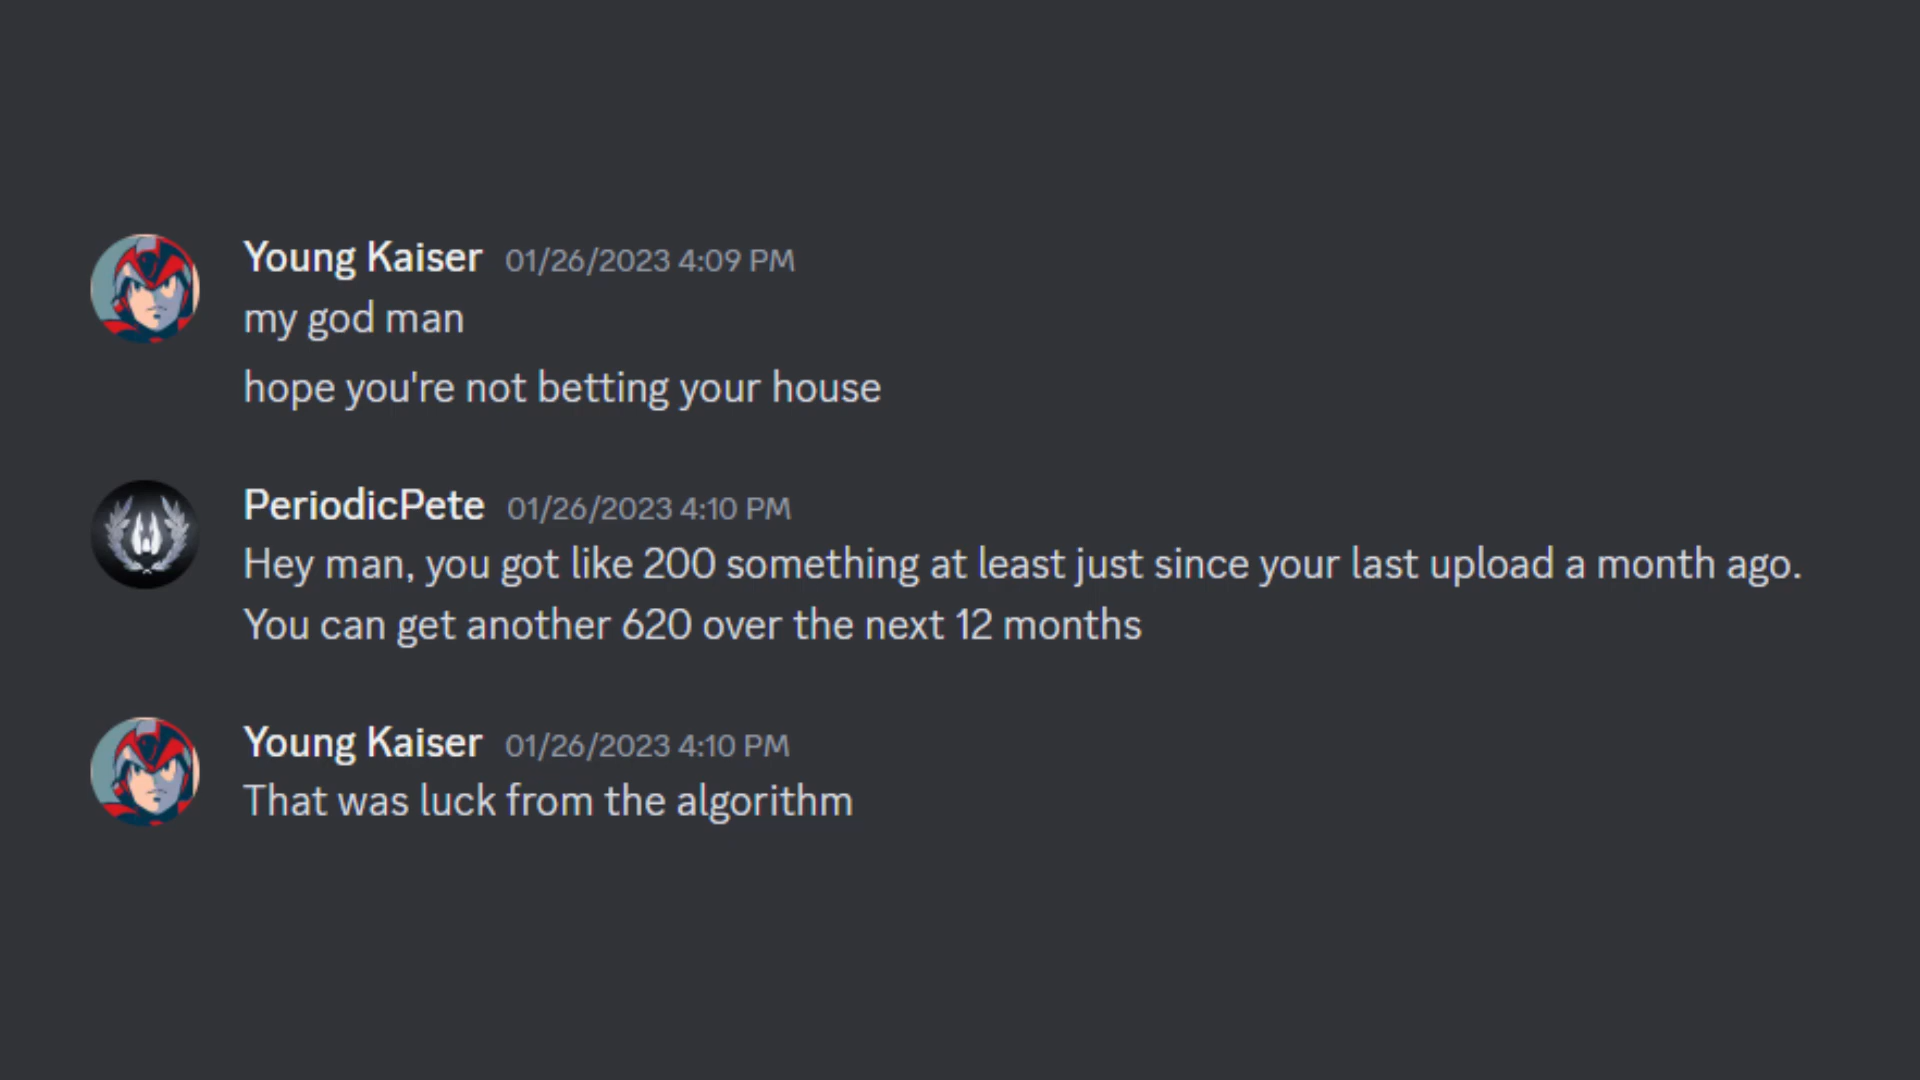 Young Kaiser 01/26/2023 4:09 PM
my god man
hope you're not betting your house
PeriodicPete 01/26/2023 4:10 PM
Hey man, you got like 200 something at least just since your last upload a month ago.
You can get another 620 over the next 12 months
Young Kaiser 01/26/2023 4:10 PM
That was luck from the algorithm